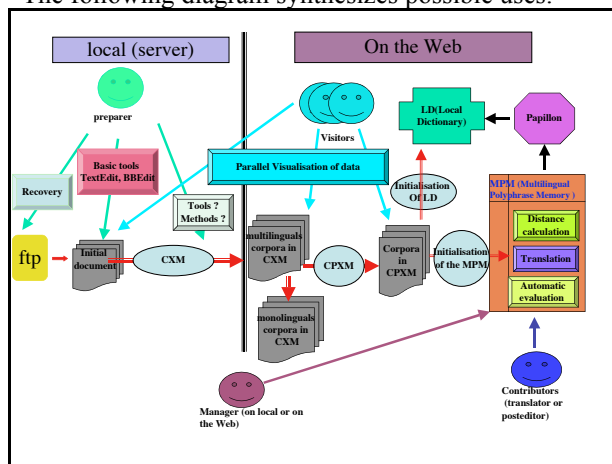 The following diagram synthesizes possible uses:
local (server)
On the Web
preparer
Visitors
LD(Local
Dictionary)
Papillon
Recovery
Basic tools
TextEdit, BBEdit
Tools ?
Methods ?
Parallel Visualisation of data
Initialisation
Of LD
MPM (Multilingual
Polyphrase Memory)
Distance
calculation
Translation
Automatic
evaluation
ftp
Initial
document
CXM
multilinguals
corpora in
CXM
CPXM
Corpora
in
CPXM
Initialisation
of the MPM
monolinguals
corpora in CXM
Manager (on local or on
the Web)
Contributors
(translator or
posteditor)